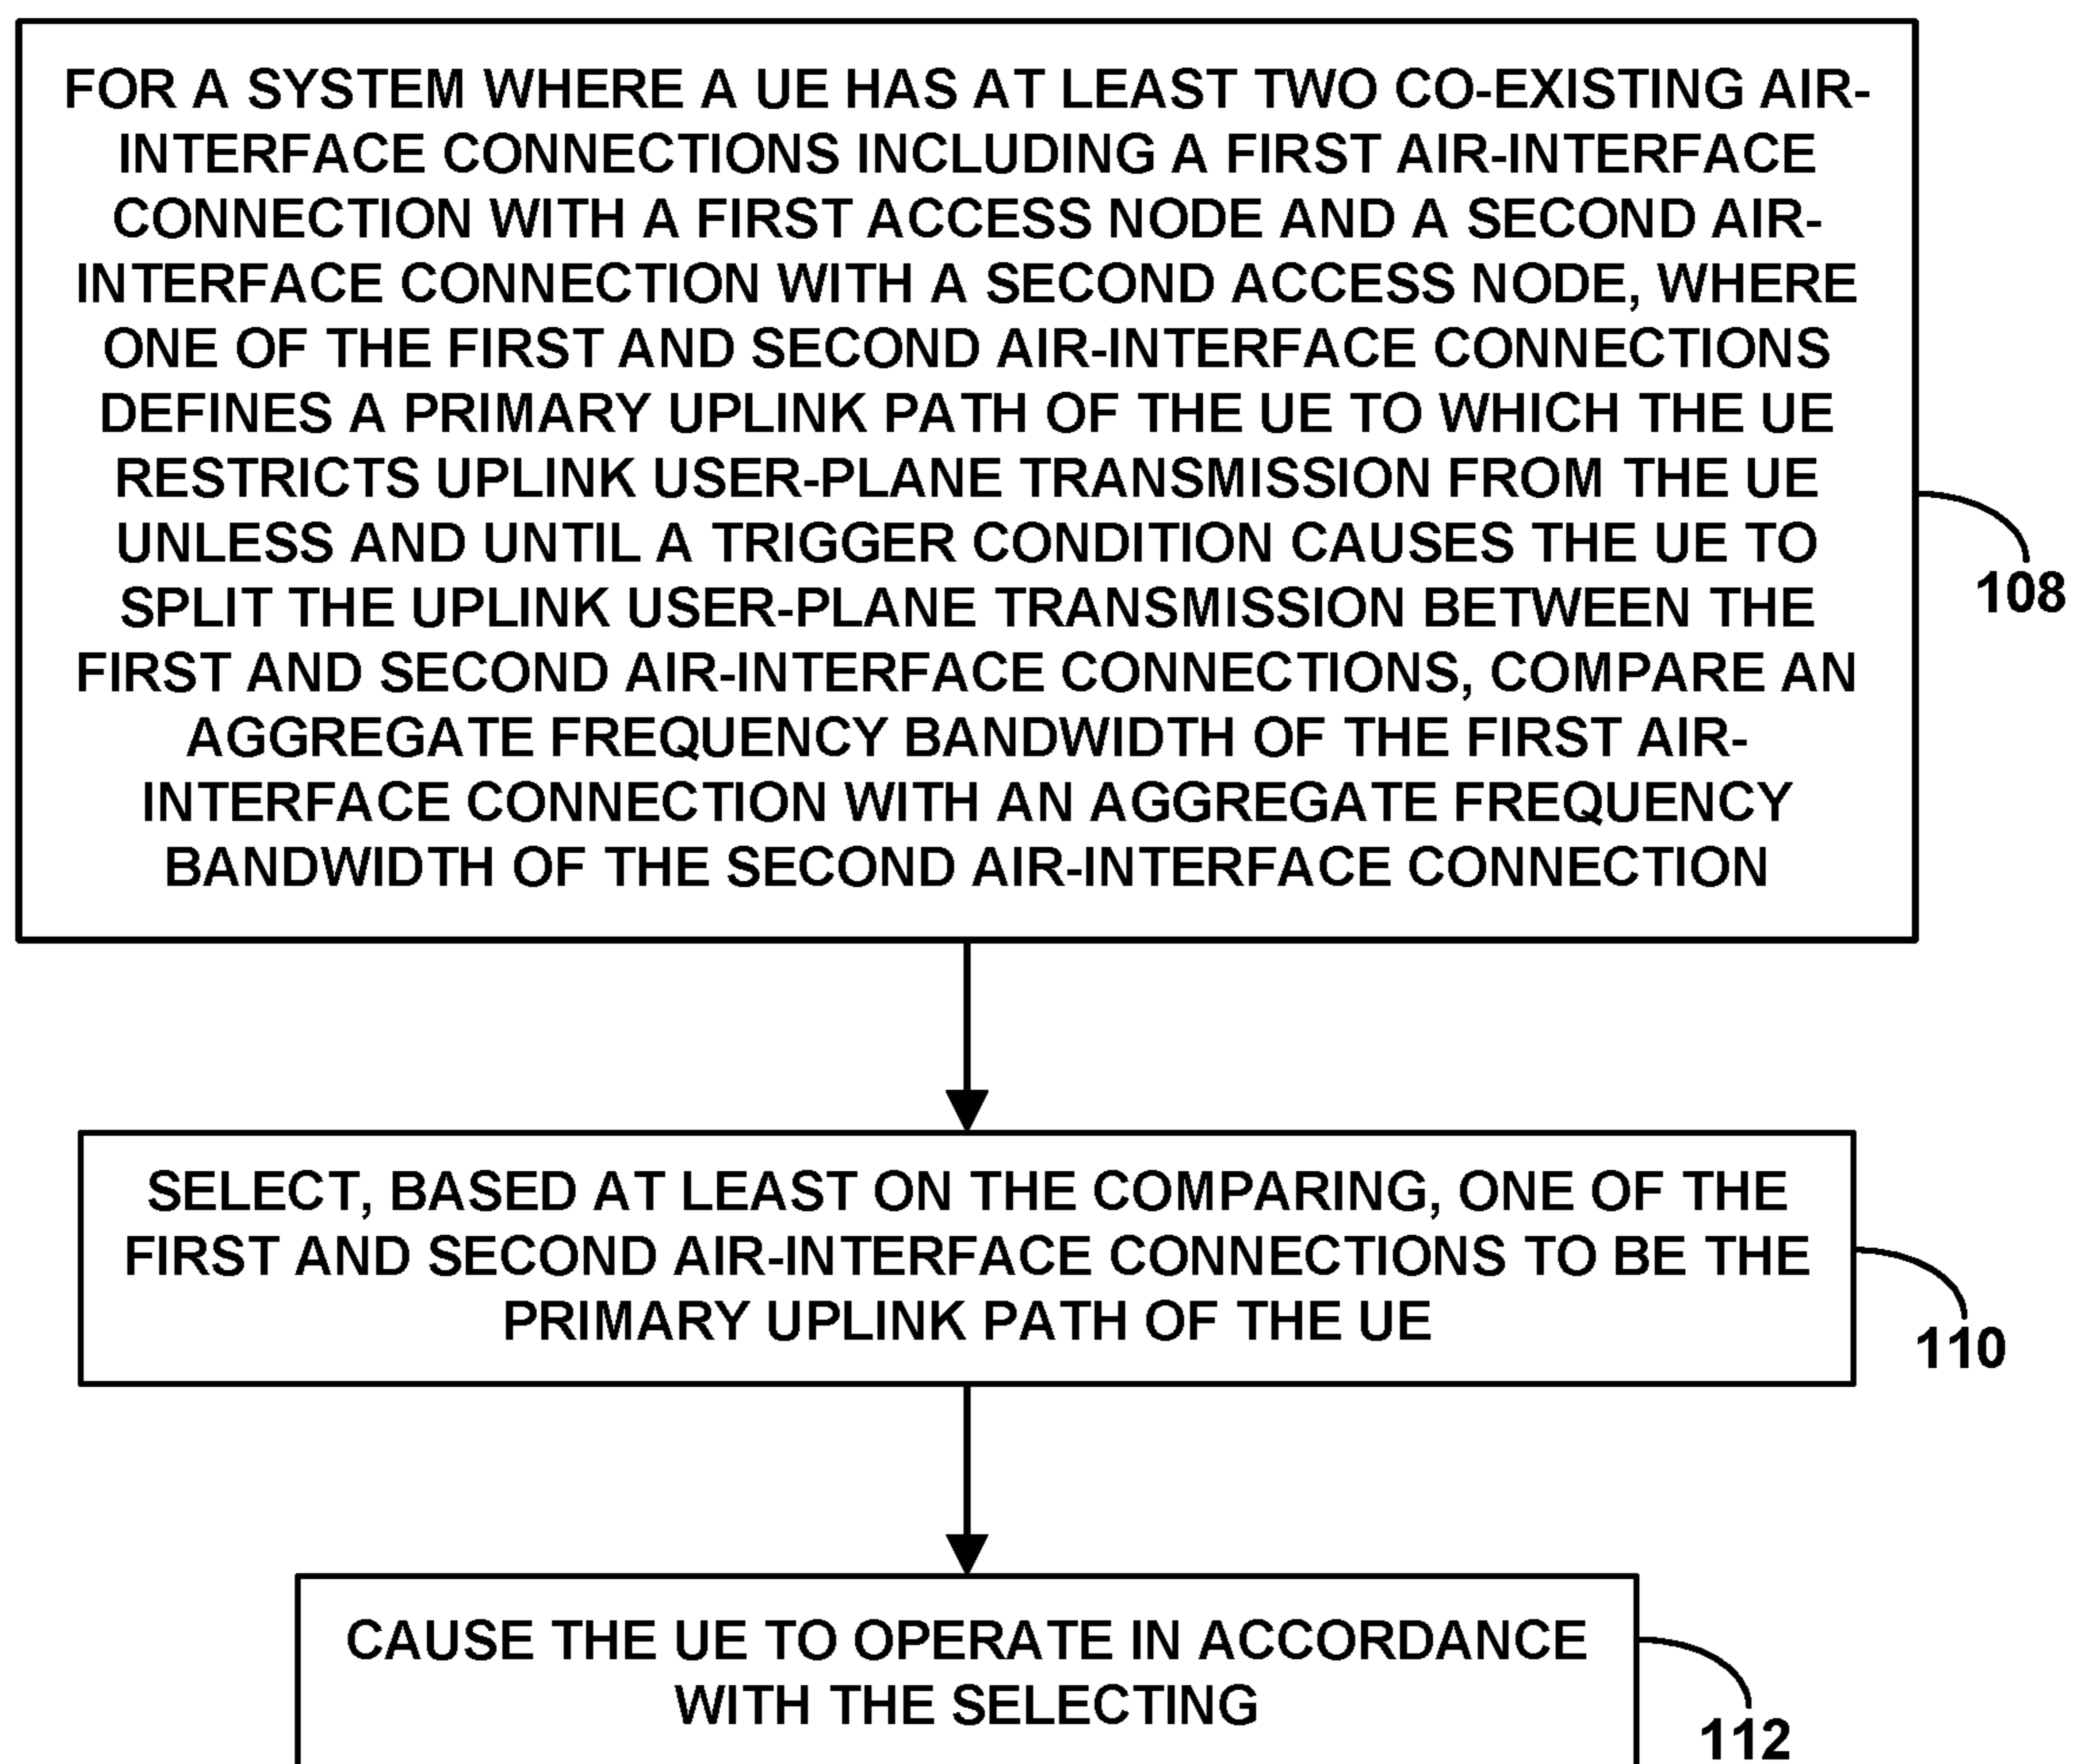 FOR A SYSTEM WHERE A UE HAS AT LEAST TWO CO-EXISTING AIR-
INTERFACE CONNECTIONS INCLUDING A FIRST AIR-INTERFACE
CONNECTION WITH A FIRST ACCESS NODE AND A SECOND AIR-
INTERFACE CONNECTION WITH A SECOND ACCESS NODE, WHERE
ONE OF THE FIRST AND SECOND AIR-INTERFACE CONNECTIONS
DEFINES A PRIMARY UPLINK PATH OF THE UE TO WHICH THE UE
RESTRICTS UPLINK USER-PLANE TRANSMISSION FROM THE UE
UNLESS AND UNTIL A TRIGGER CONDITION CAUSES THE UE TO
SPLIT THE UPLINK USER-PLANE TRANSMISSION BETWEEN THE
FIRST AND SECOND AIR-INTERFACE CONNECTIONS, COMPARE AN
AGGREGATE FREQUENCY BANDWIDTH OF THE FIRST AIR-
INTERFACE CONNECTION WITH AN AGGREGATE FREQUENCY
BANDWIDTH OF THE SECOND AIR-INTERFACE CONNECTION
108
SELECT, BASED AT LEAST ON THE COMPARING, ONE OF THE
FIRST AND SECOND AIR-INTERFACE CONNECTIONS TO BE THE
PRIMARY UPLINK PATH OF THE UE
110
CAUSE THE UE TO OPERATE IN ACCORDANCE
WITH THE SELECTING
112